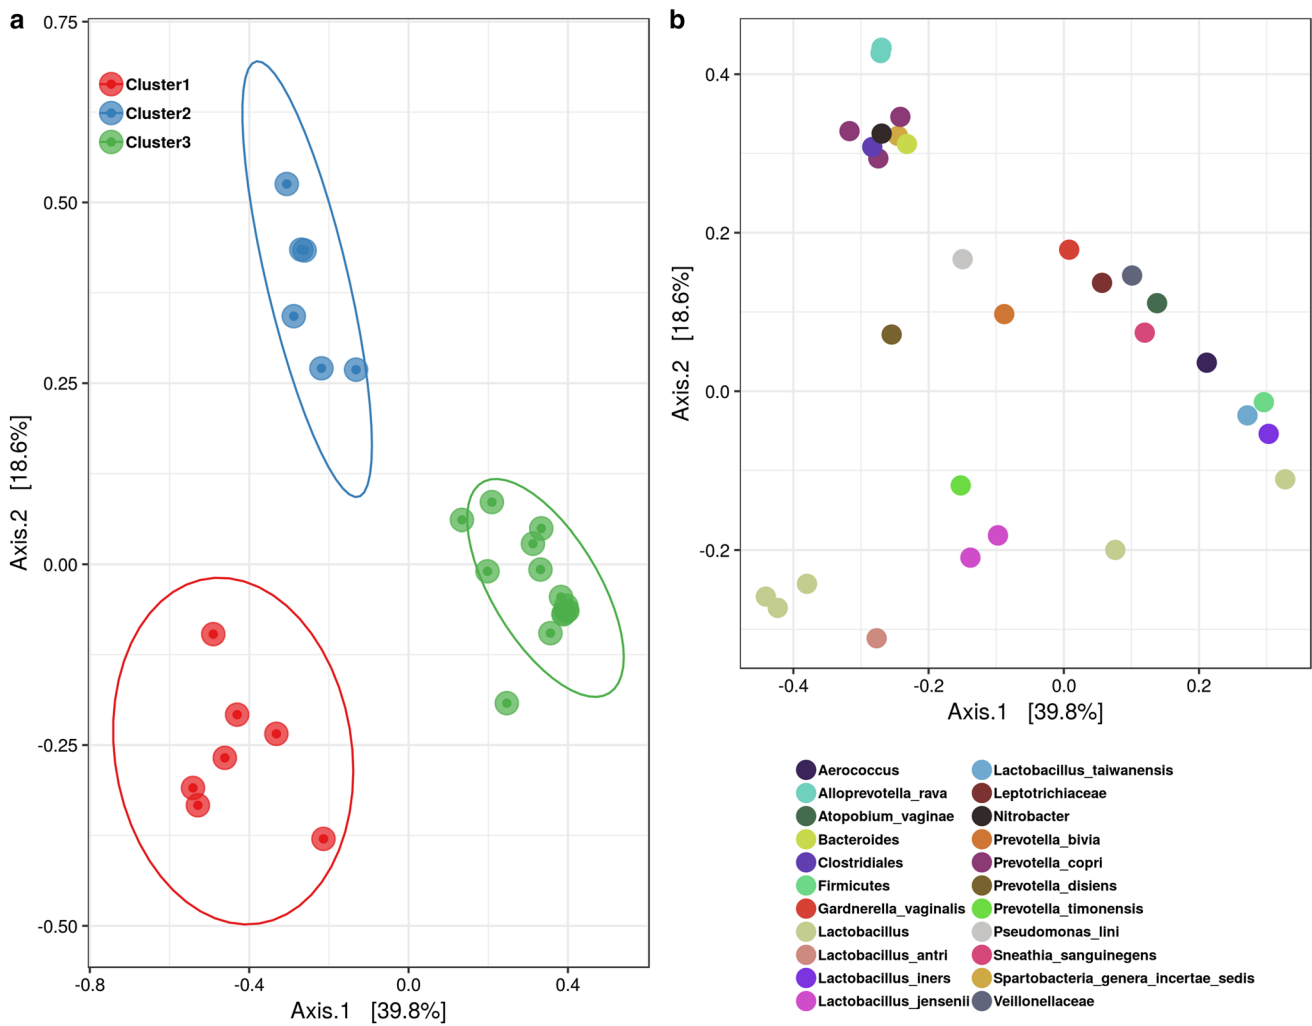 a
0.75
0.50
0.25
0.00
-0.25
-0.50
Axis.2 [18.6%]
Cluster1
Cluster2
Cluster3
-0.8
-0.4
0.0
0.4
Axis.1 [39.8%]
b
0.4
0.2
0.0
-0.2
Axis.2 [18.6%]
-0.4
-0.2
0.0
0.2
Axis.1 [39.8%]
Aerococcus
Alloprevotella_rava
Atopobium_vaginae
Bacteroides
Clostridiales
Firmicutes
Gardnerella_vaginalis
Lactobacillus
Lactobacillus_antri
Lactobacillus_iners
Lactobacillus_jensenii
Lactobacillus_taiwanensis
Leptotrichiaceae
Nitrobacter
Prevotella_bivia
Prevotella_copri
Prevotella_disiens
Prevotella_timonensis
Pseudomonas_lini
Sneathia_sanguinegens
Spartobacteria_genera_incertae_sedis
Veillonellaceae